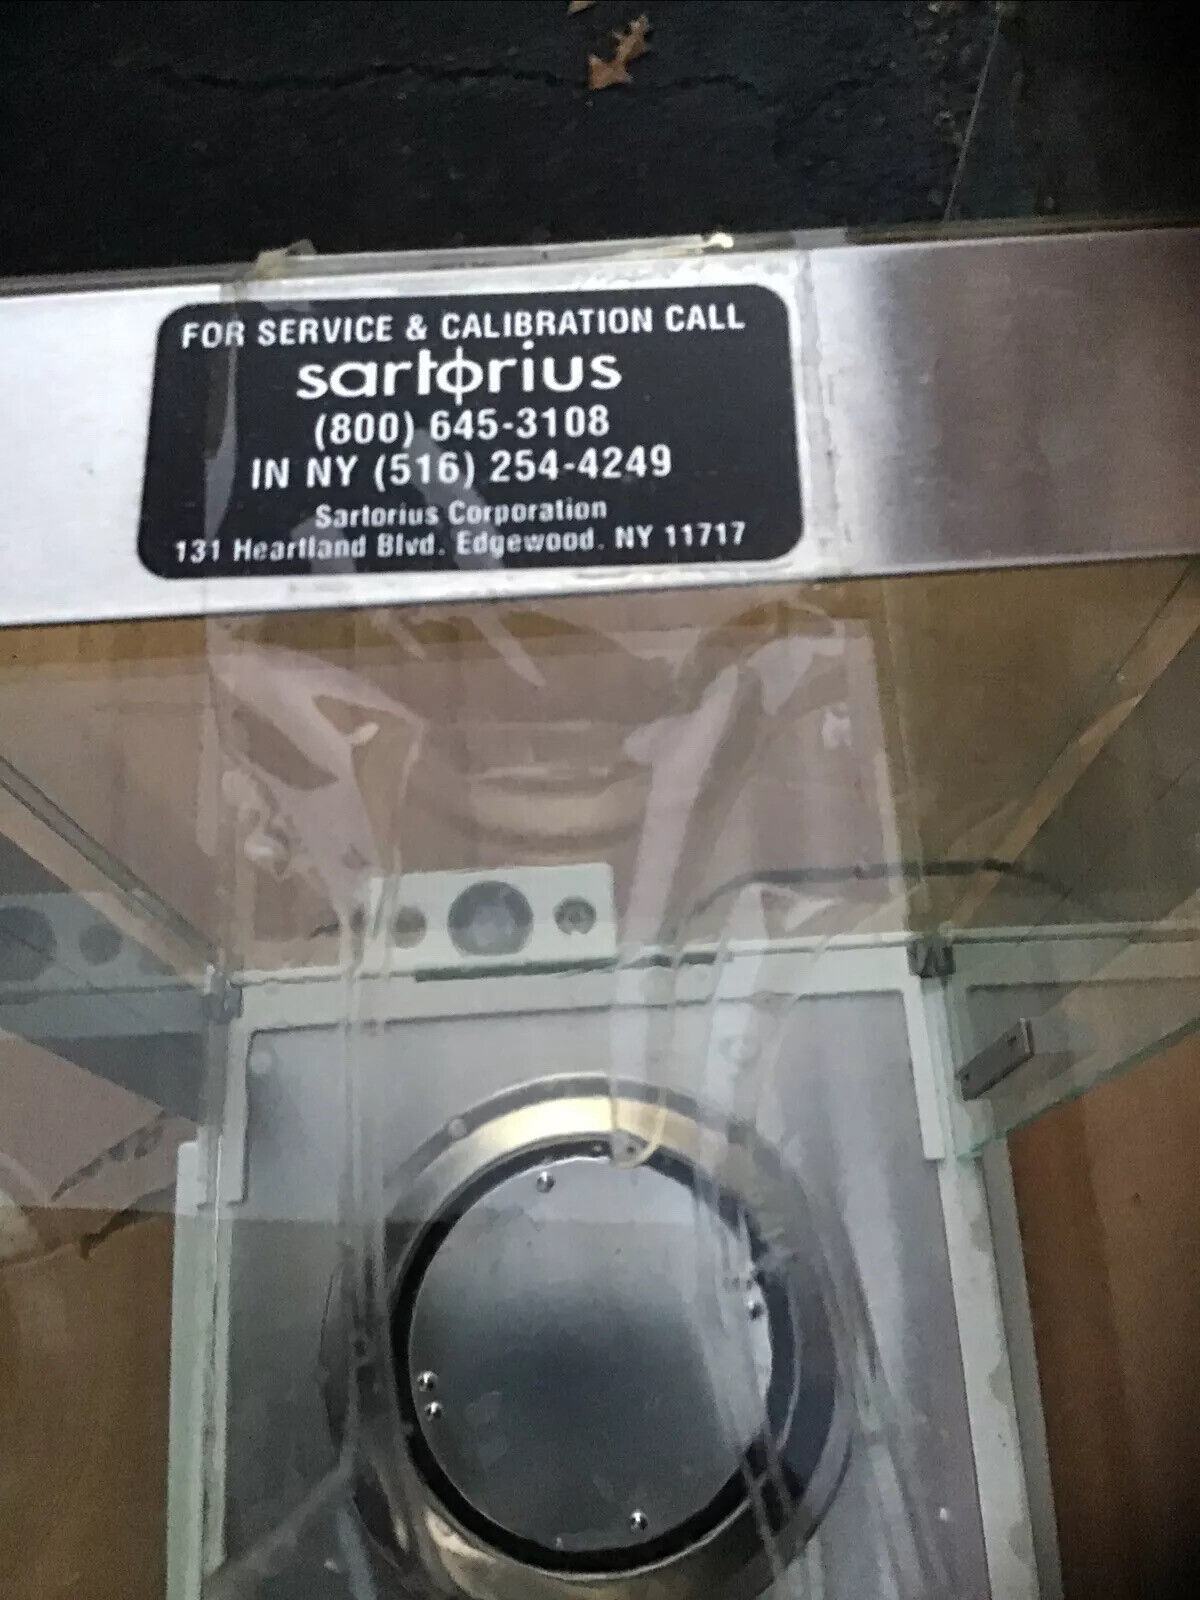 FOR SERVICE & CALIBRATION CALL
sartorius
(800) 645-3108
IN NY (516) 254-4249
Sartorius Corporation
131 Heartland Blvd. Edgewood. NY 11717